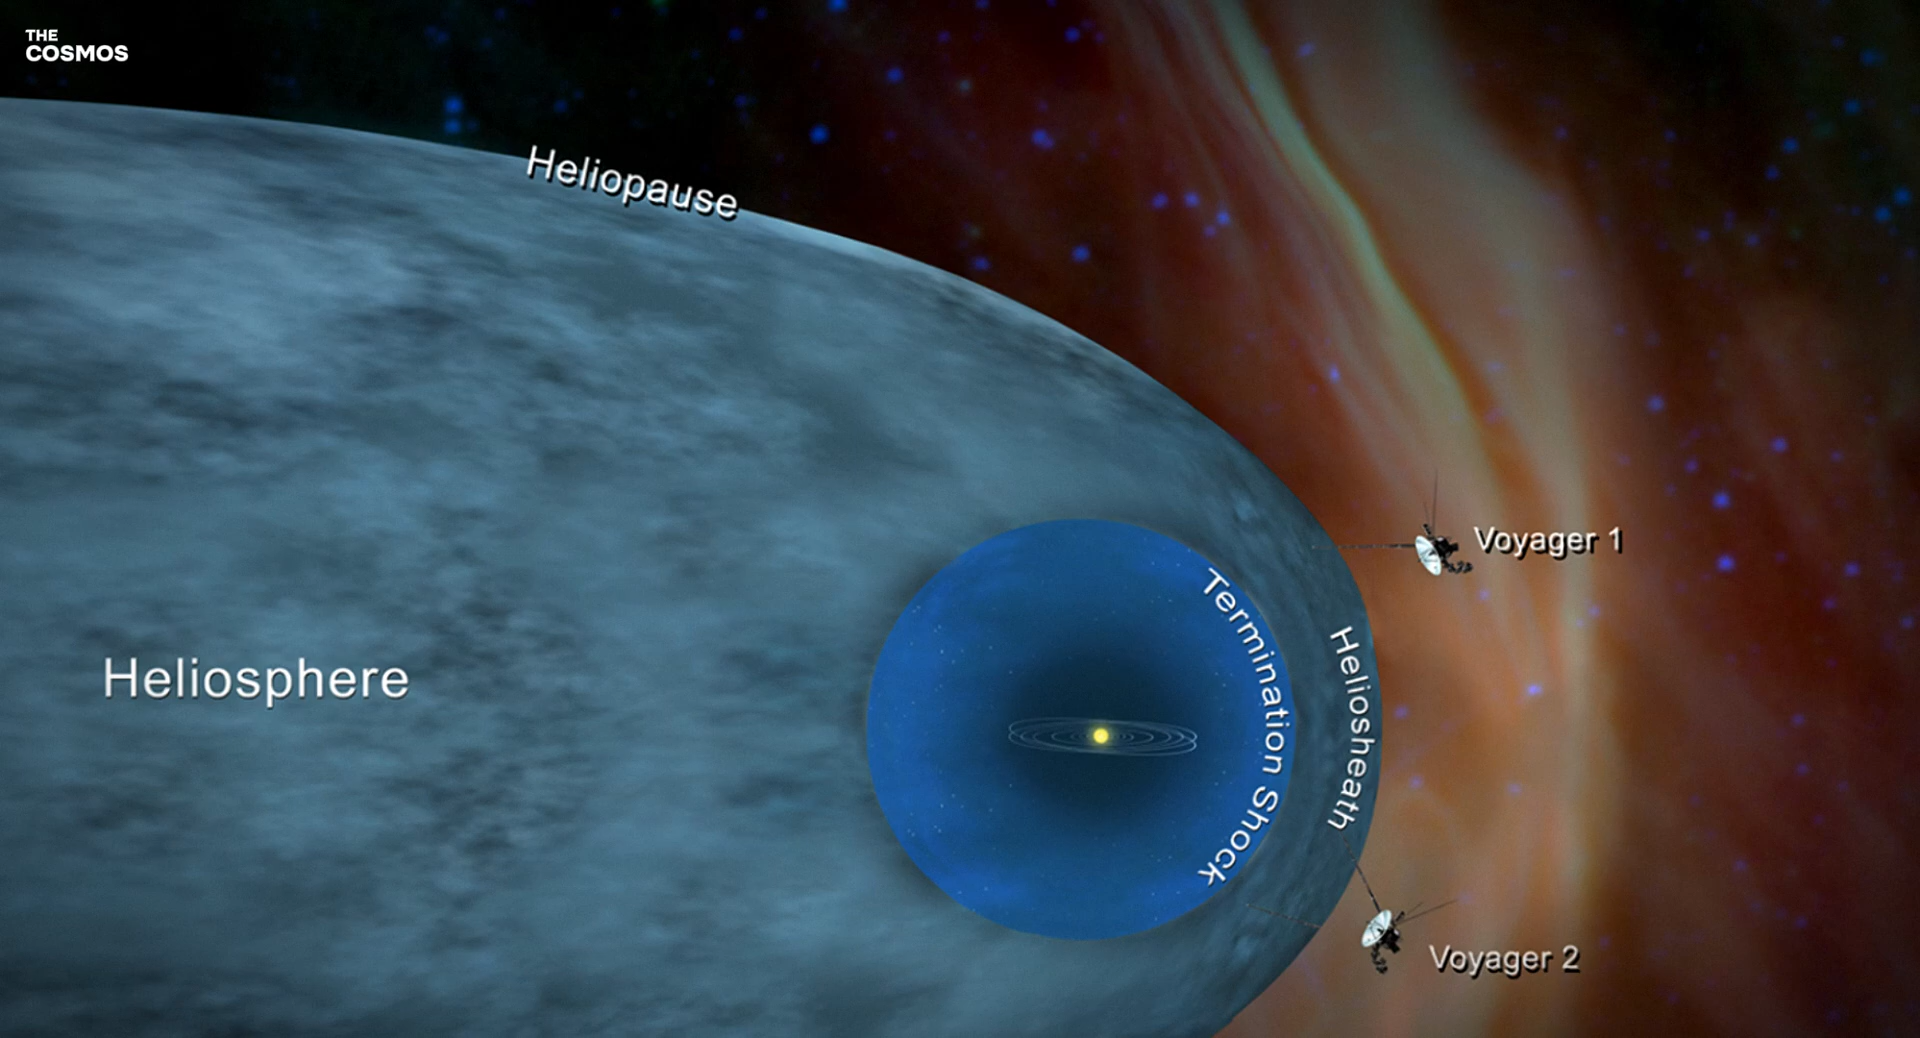 THE
COSMOS
Heliopause
Voyager 1
Termination Shock
Heliosheath
Heliosphere
Voyager 2